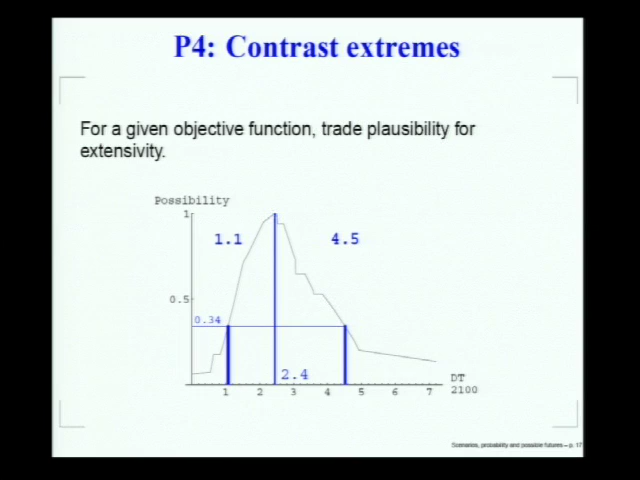 P4: Contrast extremes
For a given objective function, trade plausibility for
extensivity.
Possibility
1
1.1 4.5
0.5
0.34
2.4
DT
1 2 3 4 5 6 7 2100
Scenarios, probability and possible futures – p. 17